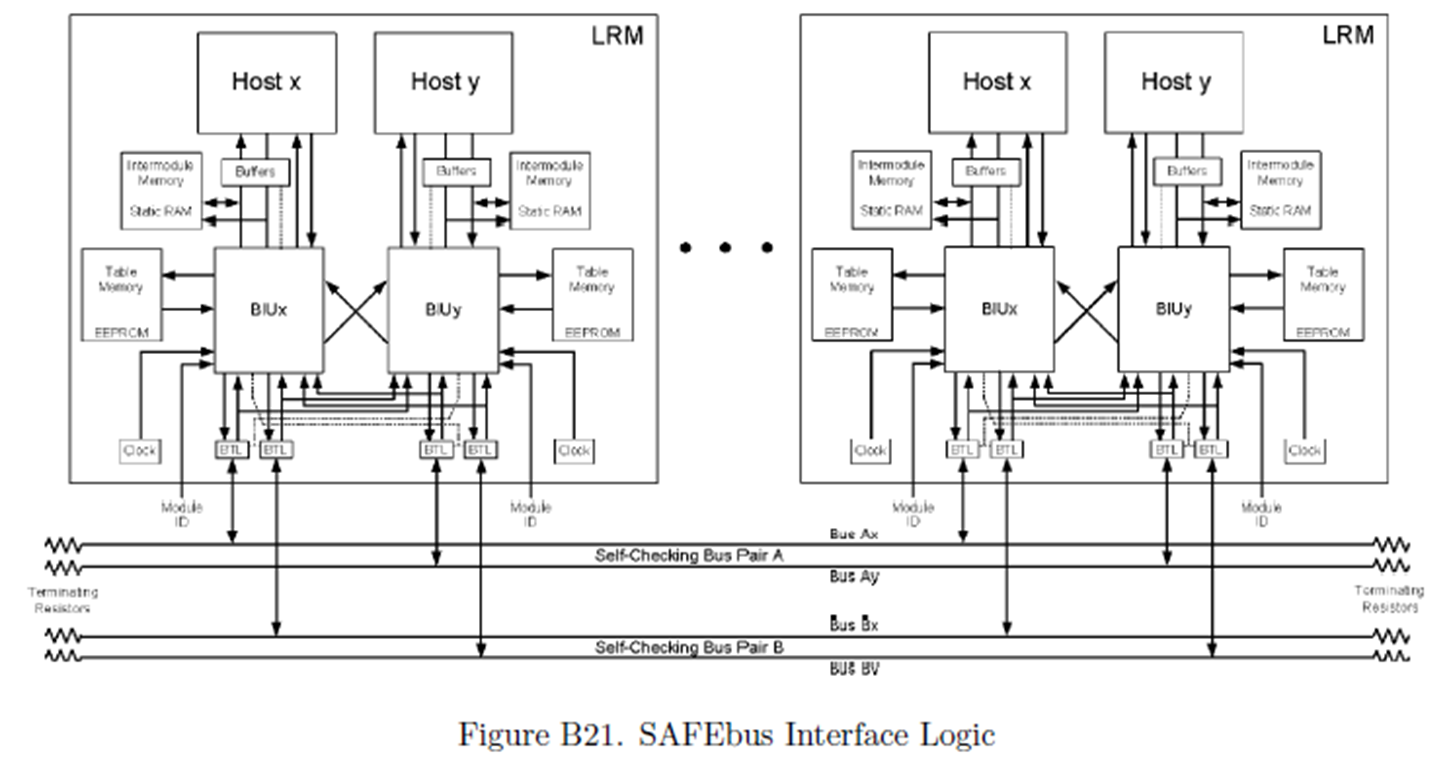 LRM
Host x
Host y
Intermodule
Memory
Static RAM
Buffers
Buffers
Intermodule
Memory
Static RAM
Table
Memory
EEPROM
BIUx
BIUy
Table
Memory
EEPROM
Clock
BTL
BTL
BTL
BTL
Clock
Module
ID
Module
ID
LRM
Host x
Host y
Intermodule
Memory
Static RAM
Buffers
Buffers
Intermodule
Memory
Static RAM
Table
Memory
EEPROM
BIUx
BIUy
Table
Memory
EEPROM
Clock
BTL
BTL
BTL
BTL
Clock
Module
ID
Module
ID
Bus Ax
Self-Checking Bus Pair A
Bus Ay
Terminating
Resistors
Terminating
Resistors
Bus Bx
Self-Checking Bus Pair B
Bus By
Figure B21. SAFEbus Interface Logic